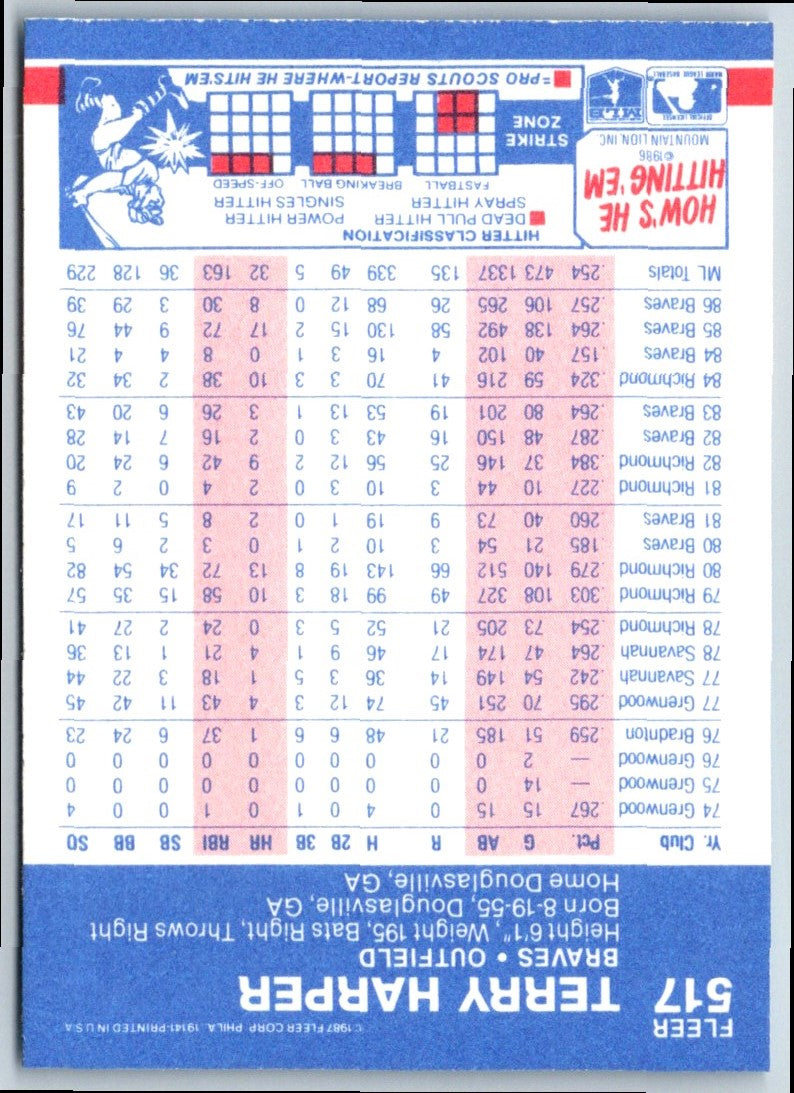 FLEER
517
©1987 FLEER CORP. PHILA. 19141-PRINTED IN U S A
TERRY HARPER
BRAVES • OUTFIELD
Height 6'1", Weight 195, Bats Right, Throws Right
Born 8-19-55, Douglasville, GA
Home Douglasville, GA
Yr. Club Pct. G AB R H 2B 3B HR RBI SB BB SO
74 Grenwood .267 15 15 0 4 0 1 0 1 0 0 4
75 Grenwood — 14 0 0 0 0 0 0 0 0 0 0
76 Grenwood — 2 0 0 0 0 0 0 0 0 0 0
76 Bradnton .259 51 185 21 48 6 6 1 37 6 24 23
77 Grenwood .295 70 251 45 74 12 3 4 43 11 42 45
77 Savannah .242 54 149 14 36 3 5 1 18 3 22 44
78 Savannah .264 47 174 17 46 9 1 4 21 1 13 36
78 Richmond .254 73 205 21 52 5 3 0 24 2 27 41
79 Richmond .303 108 327 49 99 18 3 10 58 15 35 57
80 Richmond .279 140 512 66 143 19 8 13 72 34 54 82
80 Braves .185 21 54 3 10 2 1 0 3 2 6 5
81 Braves .260 40 73 9 19 1 0 2 8 5 11 17
81 Richmond .227 10 44 3 10 3 0 2 4 0 2 9
82 Richmond .384 37 146 25 56 12 2 9 42 6 24 20
82 Braves .287 48 150 16 43 3 0 2 16 7 14 28
83 Braves .264 80 201 19 53 13 1 3 26 6 20 43
84 Richmond .324 59 216 41 70 3 3 10 38 2 34 32
84 Braves .157 40 102 4 16 3 1 0 8 4 4 21
85 Braves .264 138 492 58 130 15 2 17 72 9 44 76
86 Braves .257 106 265 26 68 12 0 8 30 3 29 39
ML Totals .254 473 1337 135 339 49 5 32 163 36 128 229
HOW'S HE
HITTING 'EM
©1986
MOUNTAIN LION, INC.
OFFICIAL LICENSEE
MAJOR LEAGUE BASEBALL
HITTER CLASSIFICATION
DEAD PULL HITTER POWER HITTER
SPRAY HITTER SINGLES HITTER
FASTBALL BREAKING BALL OFF-SPEED
STRIKE
ZONE
=PRO SCOUTS REPORT-WHERE HE HITS'EM